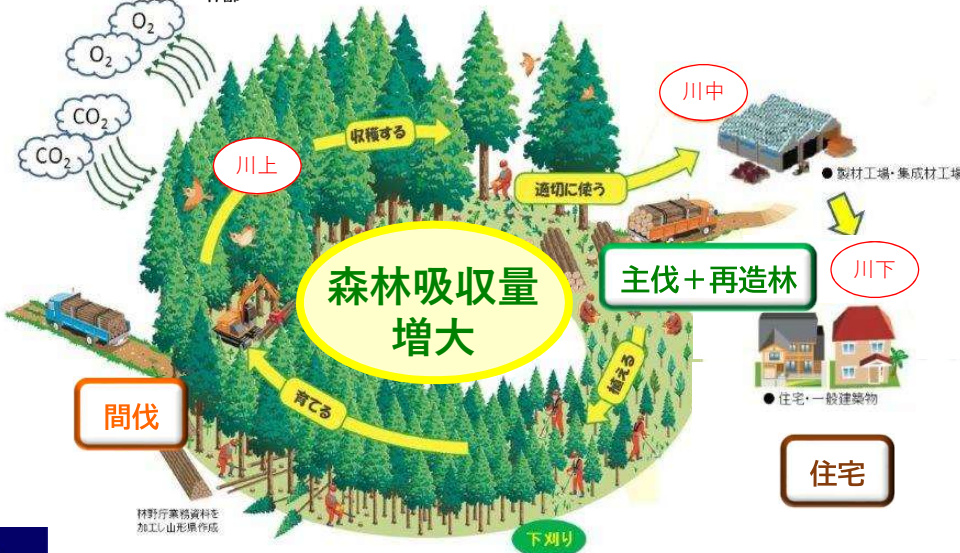 O2
O2
CO2
CO2
川上
収穫する
川中
適切に使う
● 製材工場・集成材工場
森林吸収量
増大
主伐＋再造林
川下
植える
育てる
間伐
● 住宅・一般建築物
住宅
林野庁業務資料を
加工し山形県作成
下刈り